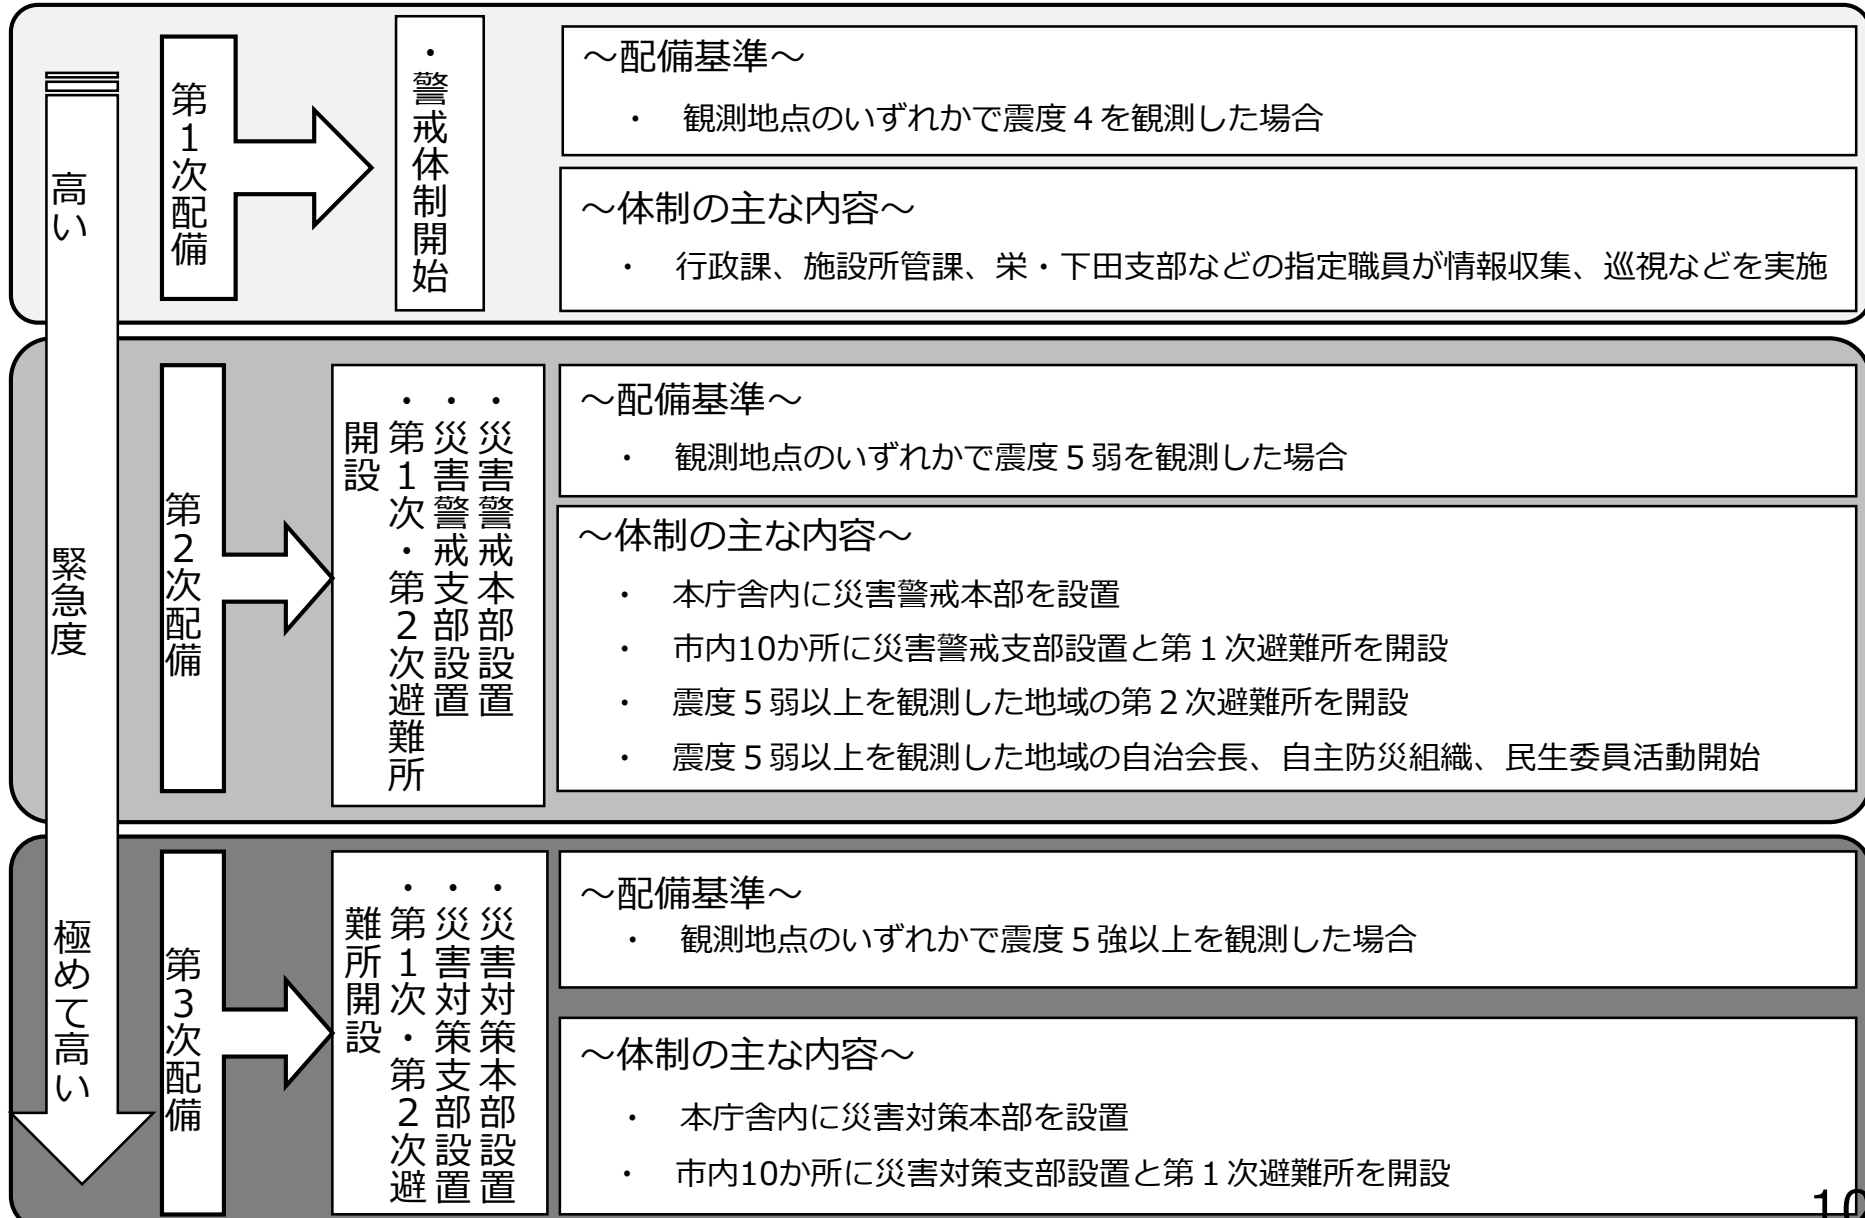 高い
緊急度
極めて高い
第1次配備
・警戒体制開始
～配備基準～
・ 観測地点のいずれかで震度４を観測した場合
～体制の主な内容～
・ 行政課、施設所管課、栄・下田支部などの指定職員が情報収集、巡視などを実施
第2次配備
・災害警戒本部設置
・災害警戒支部設置
・第1次・第2次避難所
開設
～配備基準～
・ 観測地点のいずれかで震度５弱を観測した場合
～体制の主な内容～
・ 本庁舎内に災害警戒本部を設置
・ 市内10か所に災害警戒支部設置と第１次避難所を開設
・ 震度５弱以上を観測した地域の第２次避難所を開設
・ 震度５弱以上を観測した地域の自治会長、自主防災組織、民生委員活動開始
第3次配備
・災害対策本部設置
・災害対策支部設置
・第1次・第2次避
難所開設
～配備基準～
・ 観測地点のいずれかで震度５強以上を観測した場合
～体制の主な内容～
・ 本庁舎内に災害対策本部を設置
・ 市内10か所に災害対策支部設置と第１次避難所を開設
10